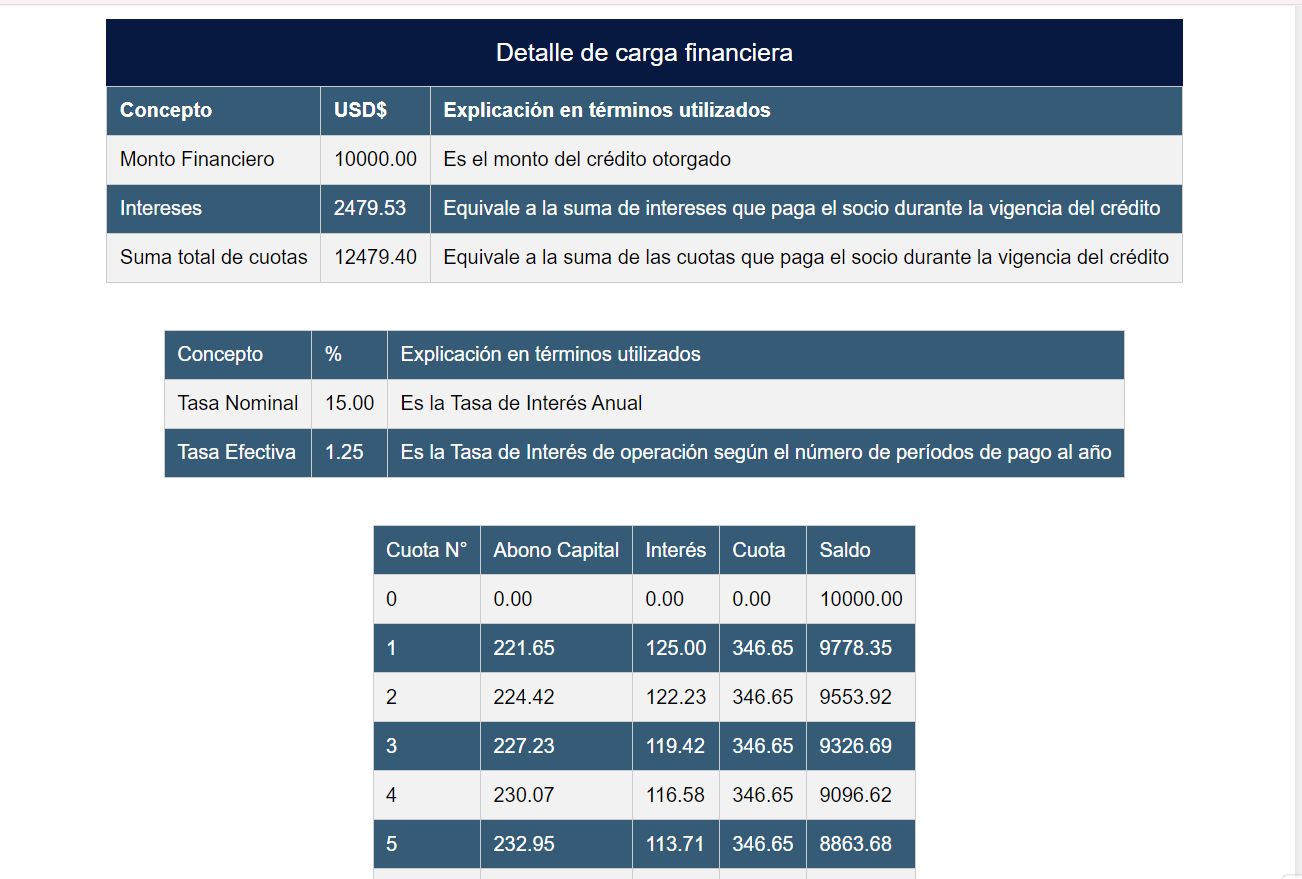 Detalle de carga financiera
Concepto USD$ Explicación en términos utilizados
Monto Financiero 10000.00 Es el monto del crédito otorgado
Intereses 2479.53 Equivale a la suma de intereses que paga el socio durante la vigencia del crédito
Suma total de cuotas 12479.40 Equivale a la suma de las cuotas que paga el socio durante la vigencia del crédito
Concepto % Explicación en términos utilizados
Tasa Nominal 15.00 Es la Tasa de Interés Anual
Tasa Efectiva 1.25 Es la Tasa de Interés de operación según el número de períodos de pago al año
Cuota N° Abono Capital Interés Cuota Saldo
0 0.00 0.00 0.00 10000.00
1 221.65 125.00 346.65 9778.35
2 224.42 122.23 346.65 9553.92
3 227.23 119.42 346.65 9326.69
4 230.07 116.58 346.65 9096.62
5 232.95 113.71 346.65 8863.68